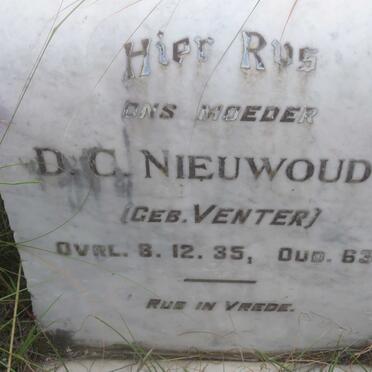 Hier Rus
ONS MOEDER
D. C. NIEUWOUD
(GEB. VENTER)
OVRL. 8. 12. 35, OUD. 63
RUS IN VREDE.